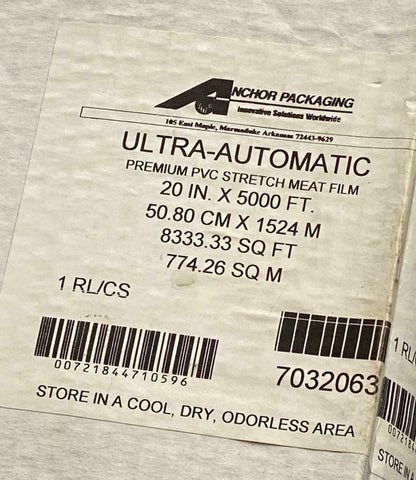 ANCHOR PACKAGING
Innovative Solutions Worldwide
105 East Maple, Marmaduke Arkansas 72443-9629
ULTRA-AUTOMATIC
PREMIUM PVC STRETCH MEAT FILM
20 IN. X 5000 FT.
50.80 CM X 1524 M
8333.33 SQ FT
774.26 SQ M
1 RL/CS
00721844710596
7032063
STORE IN A COOL, DRY, ODORLESS AREA
1 RL/
0072184
STORE IN